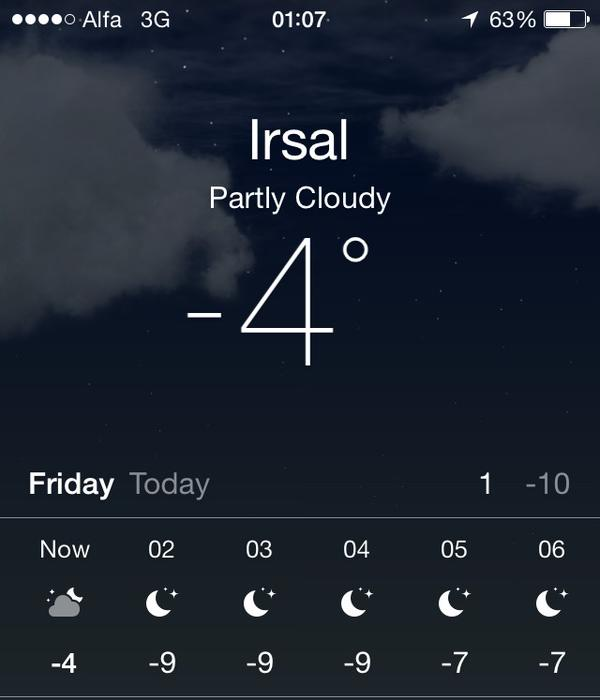 Alfa 3G 01:07 63%
Irsal
Partly Cloudy
-4°
Friday Today 1 -10
Now 02 03 04 05 06
-4 -9 -9 -9 -7 -7